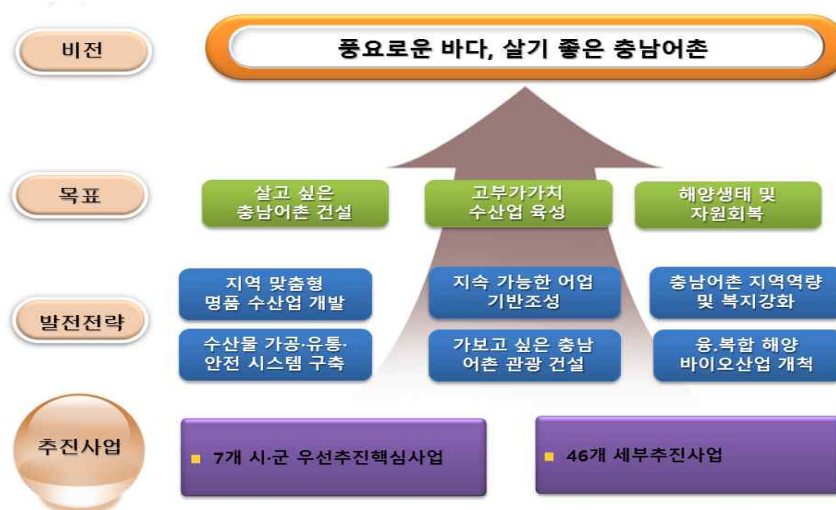 비전
풍요로운 바다, 살기 좋은 충남어촌
목표
살고 싶은
충남어촌 건설
고부가가치
수산업 육성
해양생태 및
자원회복
발전전략
지역 맞춤형
명품 수산업 개발
지속 가능한 어업
기반조성
충남어촌 지역역량
및 복지강화
수산물 가공·유통·
안전 시스템 구축
가보고 싶은 충남
어촌 관광 건설
융.복합 해양
바이오산업 개척
추진사업
7개 시·군 우선추진핵심사업
46개 세부추진사업